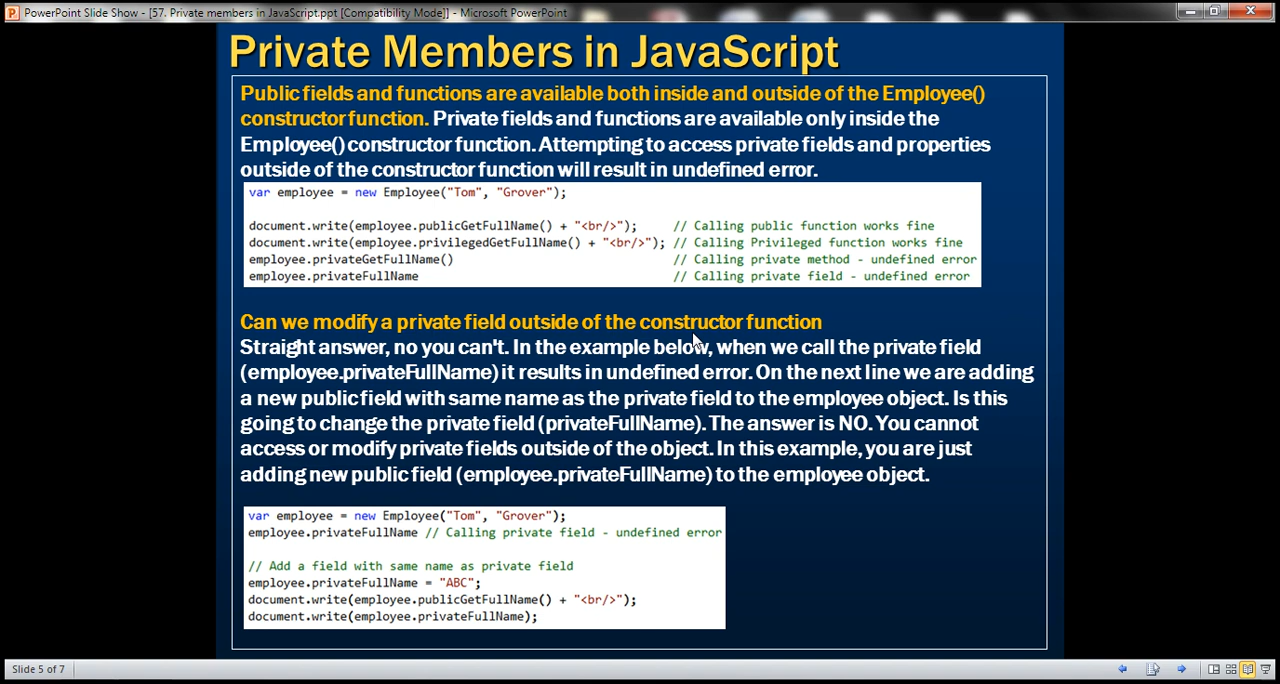 PowerPoint Slide Show - [57. Private members in JavaScript.ppt [Compatibility Mode]] - Microsoft PowerPoint
Private Members in JavaScript
Public fields and functions are available both inside and outside of the Employee()
constructor function. Private fields and functions are available only inside the
Employee() constructor function. Attempting to access private fields and properties
outside of the constructor function will result in undefined error.
var employee = new Employee("Tom", "Grover");
document.write(employee.publicGetFullName() + "<br/>"); // Calling public function works fine
document.write(employee.privilegedGetFullName() + "<br/>"); // Calling Privileged function works fine
employee.privateGetFullName() // Calling private method - undefined error
employee.privateFullName // Calling private field - undefined error
Can we modify a private field outside of the constructor function
Straight answer, no you can't. In the example below, when we call the private field
(employee.privateFullName) it results in undefined error. On the next line we are adding
a new public field with same name as the private field to the employee object. Is this
going to change the private field (privateFullName). The answer is NO. You cannot
access or modify private fields outside of the object. In this example, you are just
adding new public field (employee.privateFullName) to the employee object.
var employee = new Employee("Tom", "Grover");
employee.privateFullName // Calling private field - undefined error
// Add a field with same name as private field
employee.privateFullName = "ABC";
document.write(employee.publicGetFullName() + "<br/>");
document.write(employee.privateFullName);
Slide 5 of 7